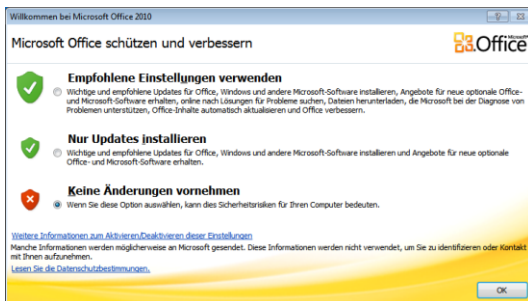 Willkommen bei Microsoft Office 2010
Microsoft Office schützen und verbessern
Microsoft
Office
Empfohlene Einstellungen verwenden
Wichtige und empfohlene Updates für Office, Windows und andere Microsoft-Software installieren, Angebote für neue optionale Office-
und Microsoft-Software erhalten, online nach Lösungen für Probleme suchen, Dateien herunterladen, die Microsoft bei der Diagnose von
Problemen unterstützen, Office-Inhalte automatisch aktualisieren und Office verbessern.
Nur Updates installieren
Wichtige und empfohlene Updates für Office, Windows und andere Microsoft-Software installieren und Angebote für neue optionale
Office- und Microsoft-Software erhalten.
Keine Änderungen vornehmen
Wenn Sie diese Option auswählen, kann dies Sicherheitsrisiken für Ihren Computer bedeuten.
Weitere Informationen zum Aktivieren/Deaktivieren dieser Einstellungen
Manche Informationen werden möglicherweise an Microsoft gesendet. Diese Informationen werden nicht verwendet, um Sie zu identifizieren oder Kontakt
mit Ihnen aufzunehmen.
Lesen Sie die Datenschutzbestimmungen.
OK